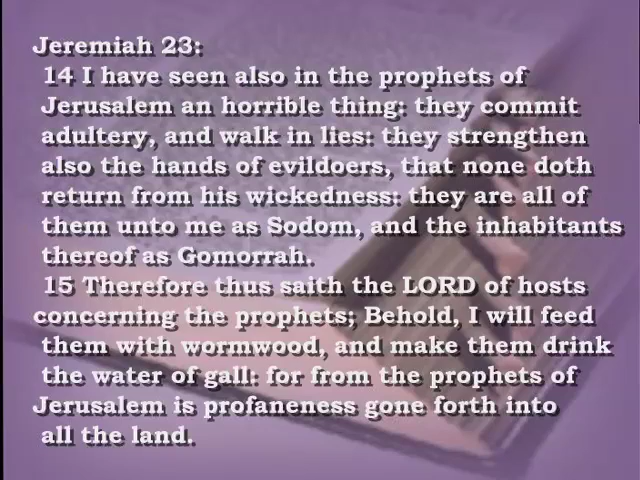 Jeremiah 23:
14 I have seen also in the prophets of
Jerusalem an horrible thing: they commit
adultery, and walk in lies: they strengthen
also the hands of evildoers, that none doth
return from his wickedness: they are all of
them unto me as Sodom, and the inhabitants
thereof as Gomorrah.
15 Therefore thus saith the LORD of hosts
concerning the prophets; Behold, I will feed
them with wormwood, and make them drink
the water of gall: for from the prophets of
Jerusalem is profaneness gone forth into
all the land.